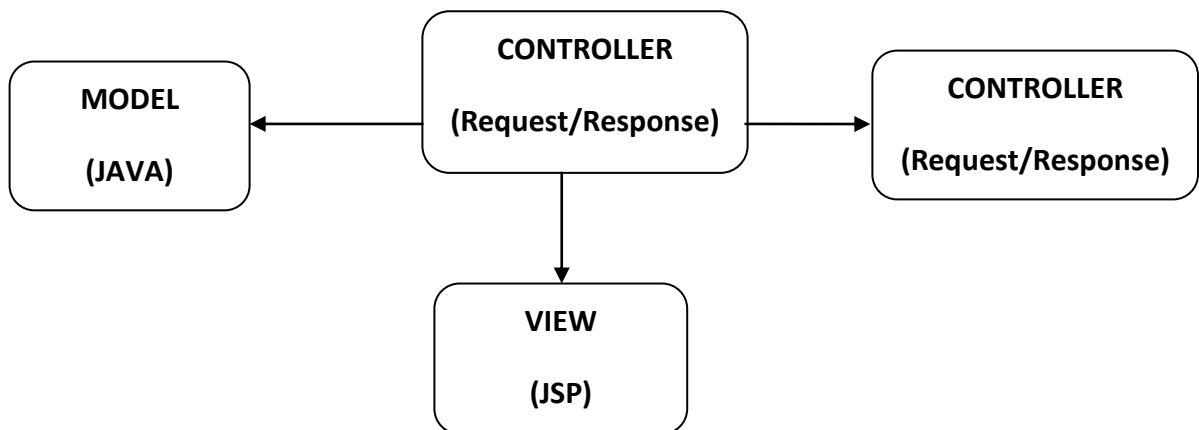 CONTROLLER
(Request/Response)
MODEL
(JAVA)
CONTROLLER
(Request/Response)
VIEW
(JSP)